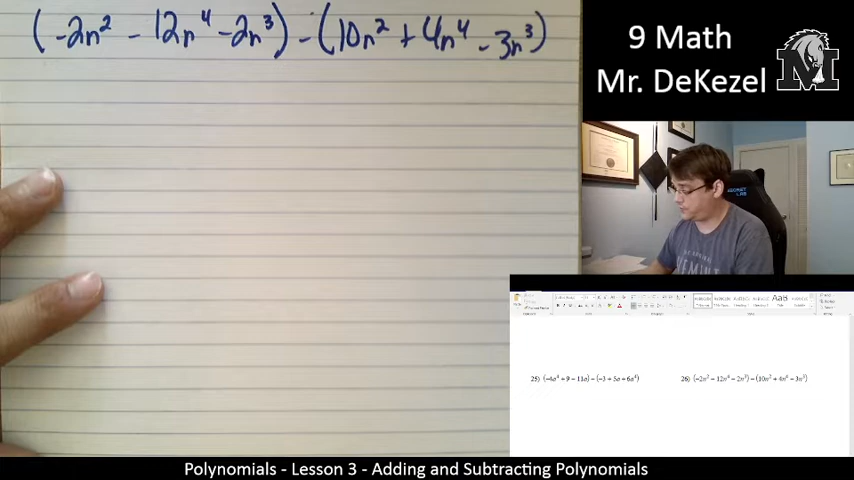 (-2n² - 12n⁴ - 2n³) - (10n² + 4n⁴ - 3n³)
9 Math
Mr. DeKezel
M
25) (−4a⁴ + 9 − 11a) − (−3 + 5a + 6a⁴)
26) (−2n² − 12n⁴ − 2n³) − (10n² + 4n⁴ − 3n³)
Polynomials - Lesson 3 - Adding and Subtracting Polynomials